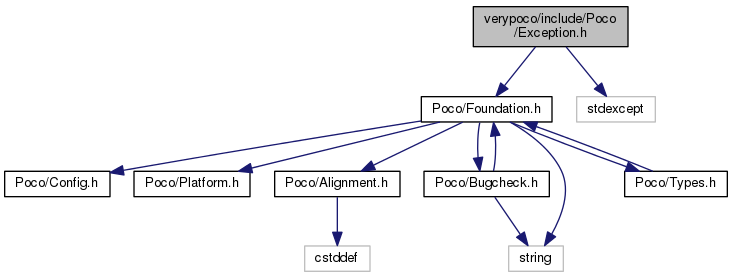 verypoco/include/Poco
/Exception.h
Poco/Foundation.h
stdexcept
Poco/Config.h
Poco/Platform.h
Poco/Alignment.h
Poco/Bugcheck.h
Poco/Types.h
cstddef
string